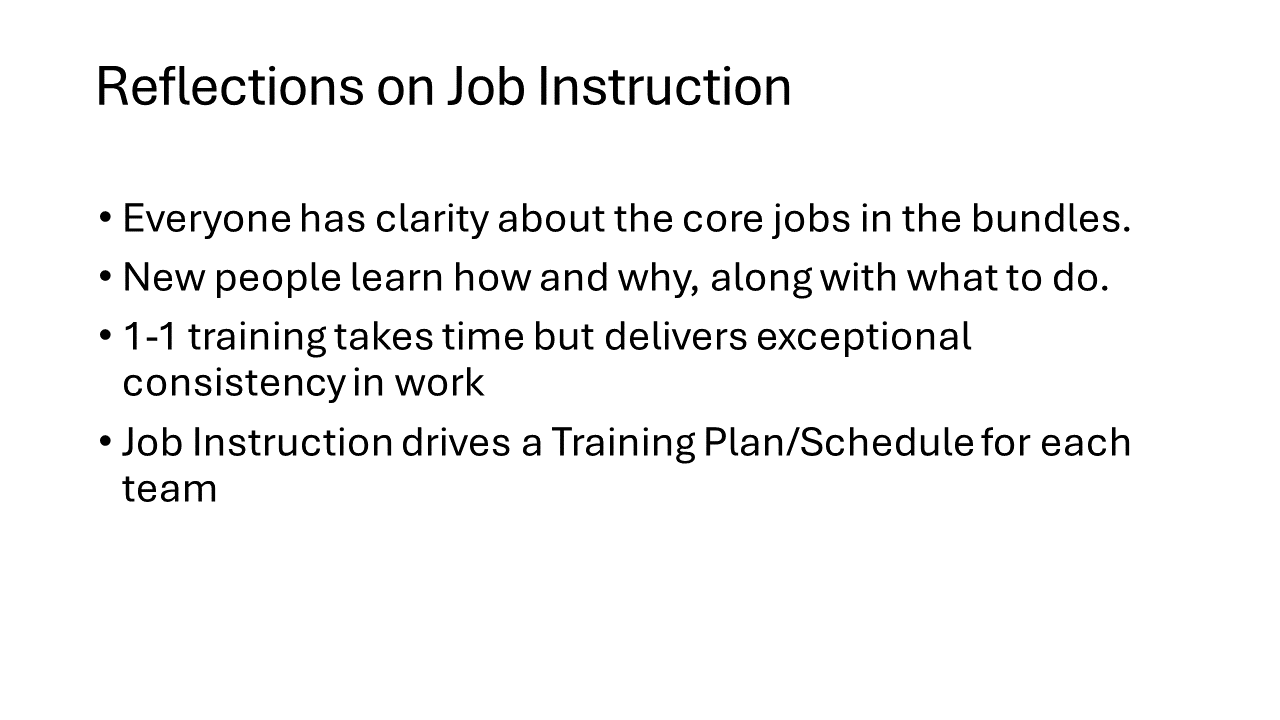 Reflections on Job Instruction
• Everyone has clarity about the core jobs in the bundles.
• New people learn how and why, along with what to do.
• 1-1 training takes time but delivers exceptional
consistency in work
• Job Instruction drives a Training Plan/Schedule for each
team